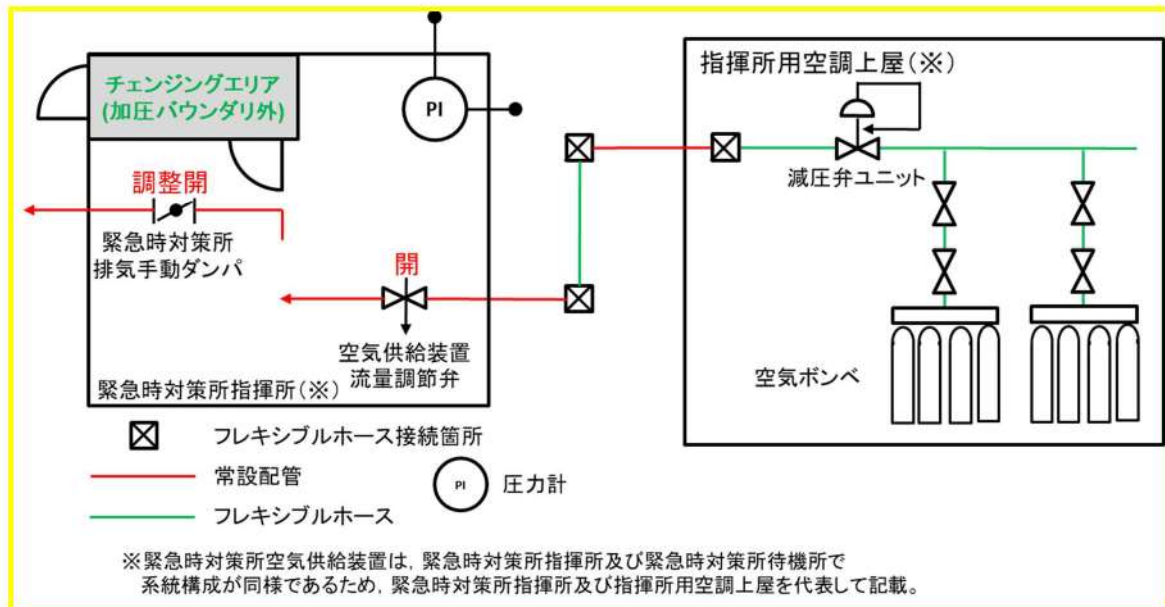 チェンジングエリア
(加圧バウンダリ外)
PI
調整開
緊急時対策所
排気手動ダンパ
開
空気供給装置
流量調節弁
緊急時対策所指揮所(※)
指揮所用空調上屋(※)
減圧弁ユニット
空気ボンベ
フレキシブルホース接続箇所
常設配管
PI
圧力計
フレキシブルホース
※緊急時対策所空気供給装置は，緊急時対策所指揮所及び緊急時対策所待機所で
系統構成が同様であるため，緊急時対策所指揮所及び指揮所用空調上屋を代表して記載。